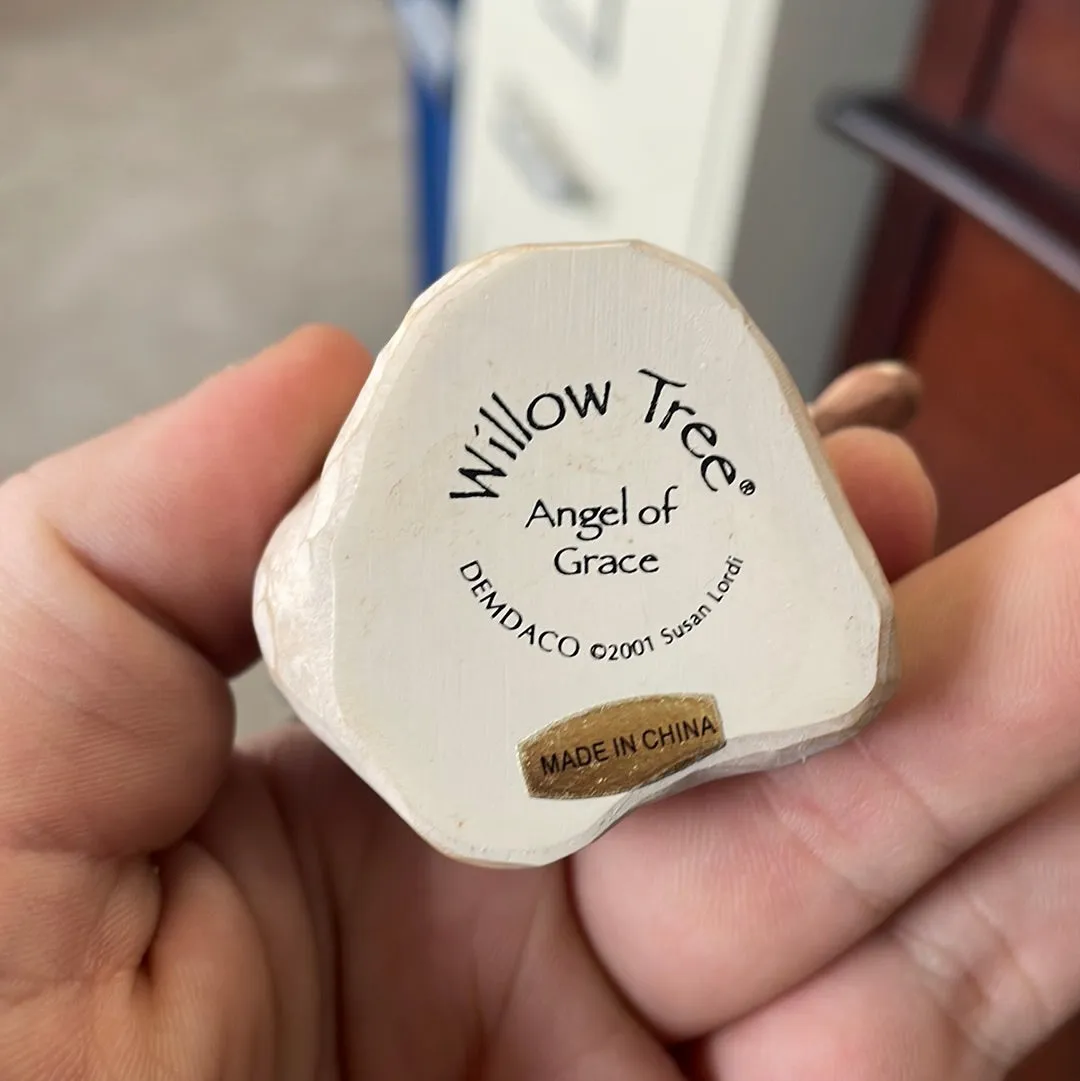 Willow Tree®
Angel of
Grace
DEMDACO ©2001 Susan Lordi
MADE IN CHINA